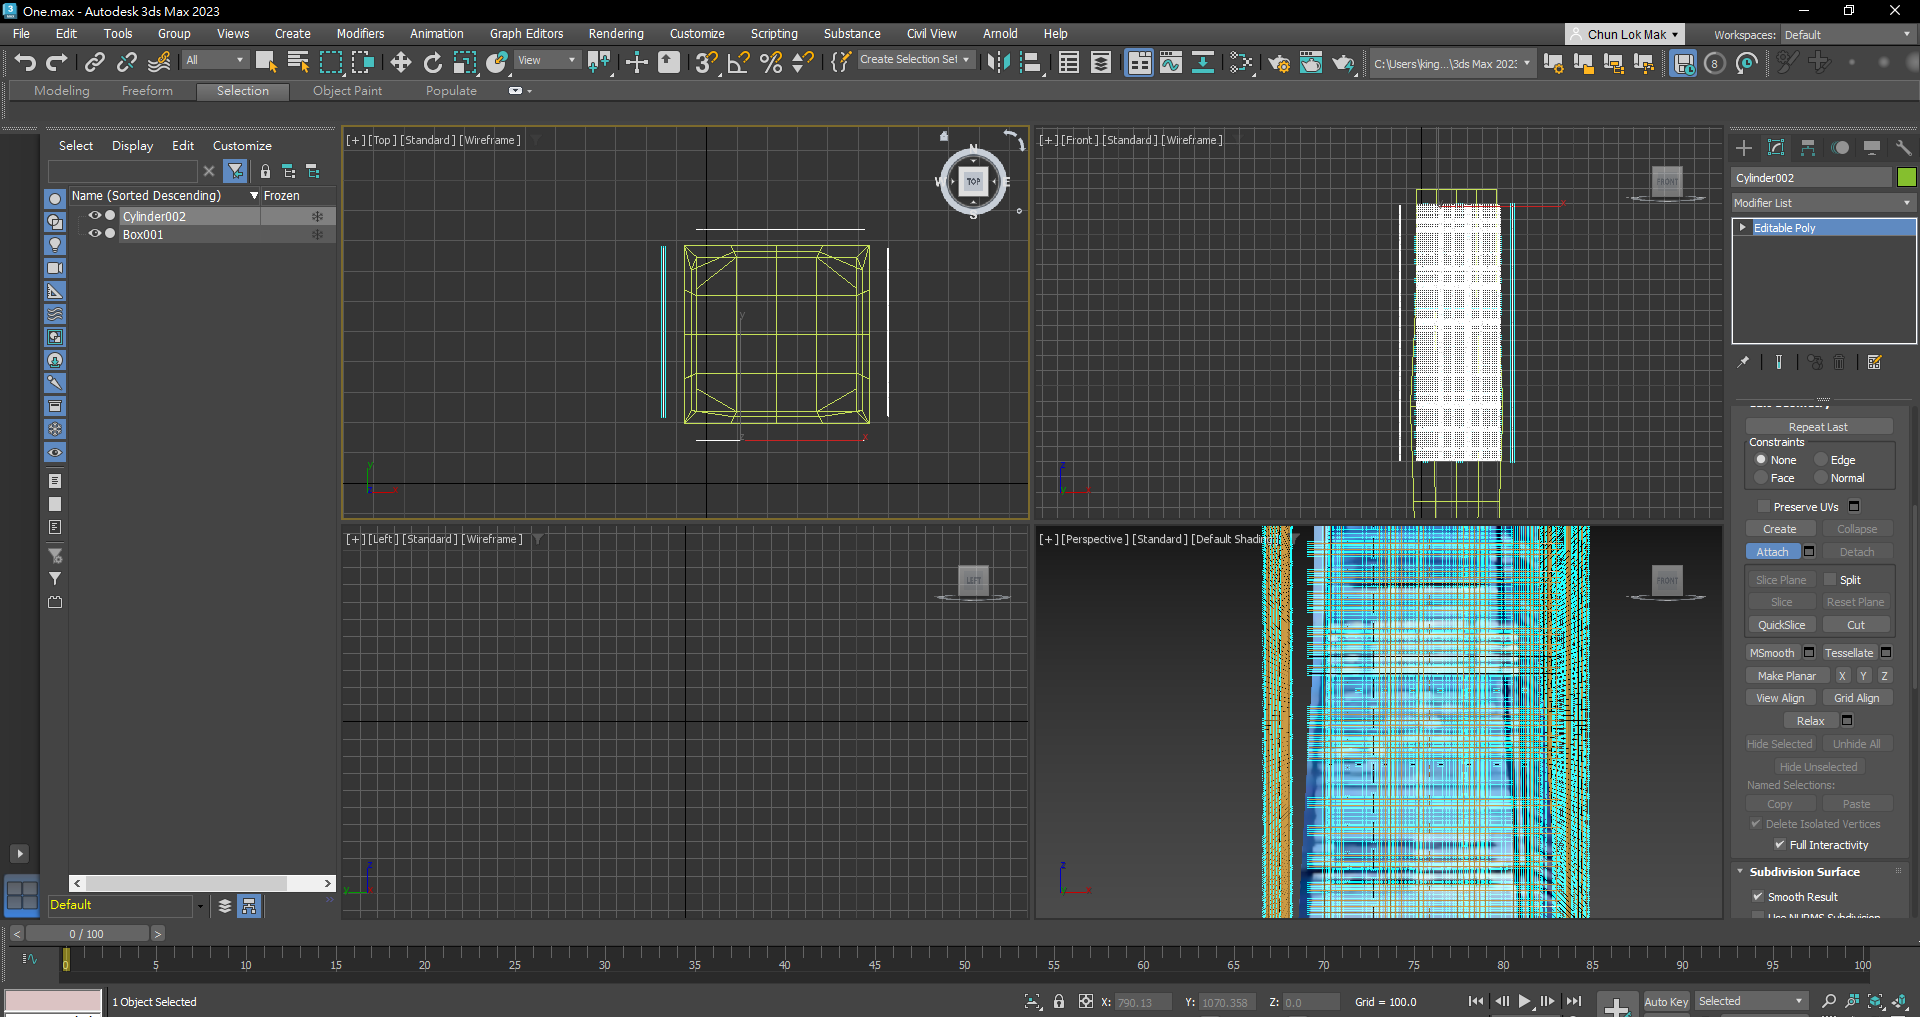 One.max - Autodesk 3ds Max 2023
File Edit Tools Group Views Create Modifiers Animation Graph Editors Rendering Customize Scripting Substance Civil View Arnold Help
Chun Lok Mak Workspaces: Default
All View Create Selection Set C:\Users\king...\3ds Max 202: 8
Modeling Freeform Selection Object Paint Populate
Select Display Edit Customize
Name (Sorted Descending) Frozen
Cylinder002
Box001
Default
[+] [Top] [Standard] [Wireframe]
N
W TOP E
S
y
x
y
z x
[+] [Front] [Standard] [Wireframe]
FRONT
x
z
[+] [Left] [Standard] [Wireframe]
LEFT
z
y
[+] [Perspective] [Standard] [Default Shading]
FRONT
z
x
Cylinder002
Modifier List
Editable Poly
Repeat Last
Constraints
None Edge
Face Normal
Preserve UVs
Create Collapse
Attach Detach
Slice Plane Split
Slice Reset Plane
QuickSlice Cut
MSmooth Tessellate
Make Planar X Y Z
View Align Grid Align
Relax
Hide Selected Unhide All
Hide Unselected
Named Selections:
Copy Paste
Delete Isolated Vertices
Full Interactivity
Subdivision Surface
Smooth Result
Use NURMS Subdivision
< 0 / 100 >
0 5 10 15 20 25 30 35 40 45 50 55 60 65 70 75 80 85 90 95 100
1 Object Selected X: 790.13 Y: 1070.358 Z: 0.0 Grid = 100.0 Auto Key Selected